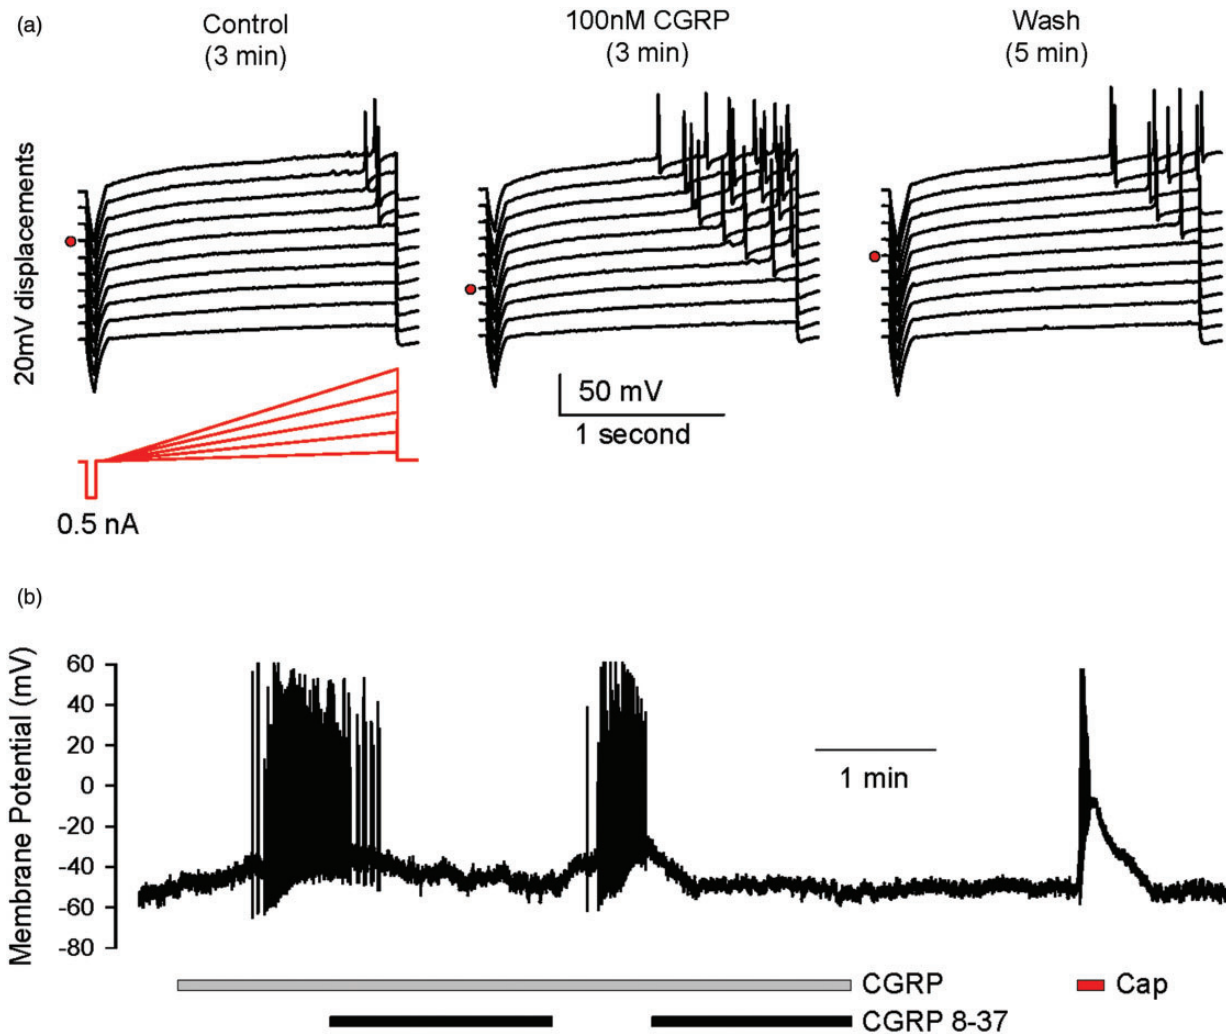 (a)
Control
(3 min)
100nM CGRP
(3 min)
Wash
(5 min)
20mV displacements
50 mV
1 second
0.5 nA
(b)
Membrane Potential (mV)
60
40
20
0
-20
-40
-60
-80
1 min
CGRP
Cap
CGRP 8-37